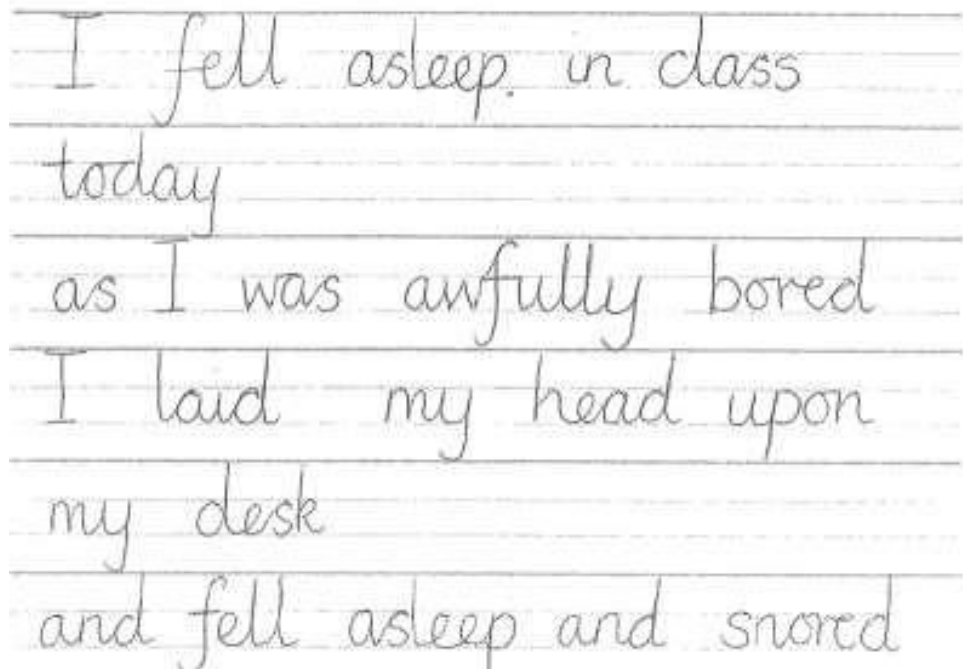 I fell asleep. in class
today
as I was awfully bored
I laid my head upon
my desk
and fell asleep and snored